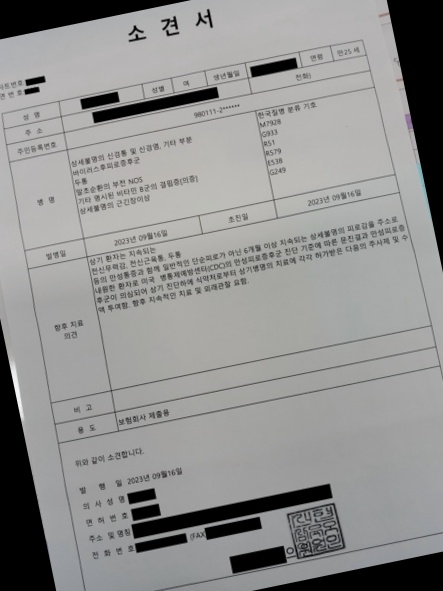 소 견 서
차트번호:
연 번 호:
성 명 성별 여 생년월일 연령 만25 세
주 소 전화)
주민등록번호 980111-2******
병 명
상세불명의 신경통 및 신경염, 기타 부분
바이러스후피로증후군
두통
말초순환의 부전 NOS
기타 명시된 비타민 B군의 결핍증[의증]
상세불명의 근긴장이상
한국질병 분류 기호
M7928
G933
R51
R579
E538
G249
발병일 2023년 09월16일 초진일 2023년 09월16일
향후 치료
의견
상기 환자는 지속되는
전신무력감, 전신근육통, 두통
등의 만성통증과 함께 일반적인 단순피로가 아닌 6개월 이상 지속되는 상세불명의 피로감을 주소로
내원한 환자로 미국 병통제예방센터(CDC)의 만성피로증후군 진단 기준에 따른 문진결과 만성피로증
후군이 의심되어 상기 진단하에 식약처로부터 상기병명의 치료에 각각 허가받은 다음의 주사제 및 수
액 투여함. 향후 지속적인 치료 및 외래관찰 요함.
비 고
용 도 보험회사 제출용
위와 같이 소견합니다.
발 행 일 2023년 09월16일
의 사 성 명
면 허 번 호
주소 및 명칭
전 화 번 호 (FAX